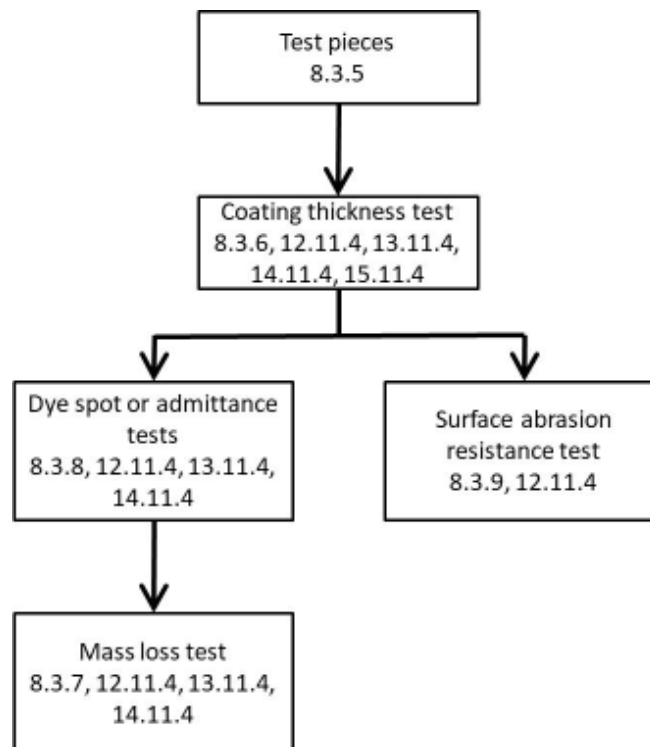 Test pieces
8.3.5
Coating thickness test
8.3.6, 12.11.4, 13.11.4,
14.11.4, 15.11.4
Dye spot or admittance
tests
8.3.8, 12.11.4, 13.11.4,
14.11.4
Surface abrasion
resistance test
8.3.9, 12.11.4
Mass loss test
8.3.7, 12.11.4, 13.11.4,
14.11.4